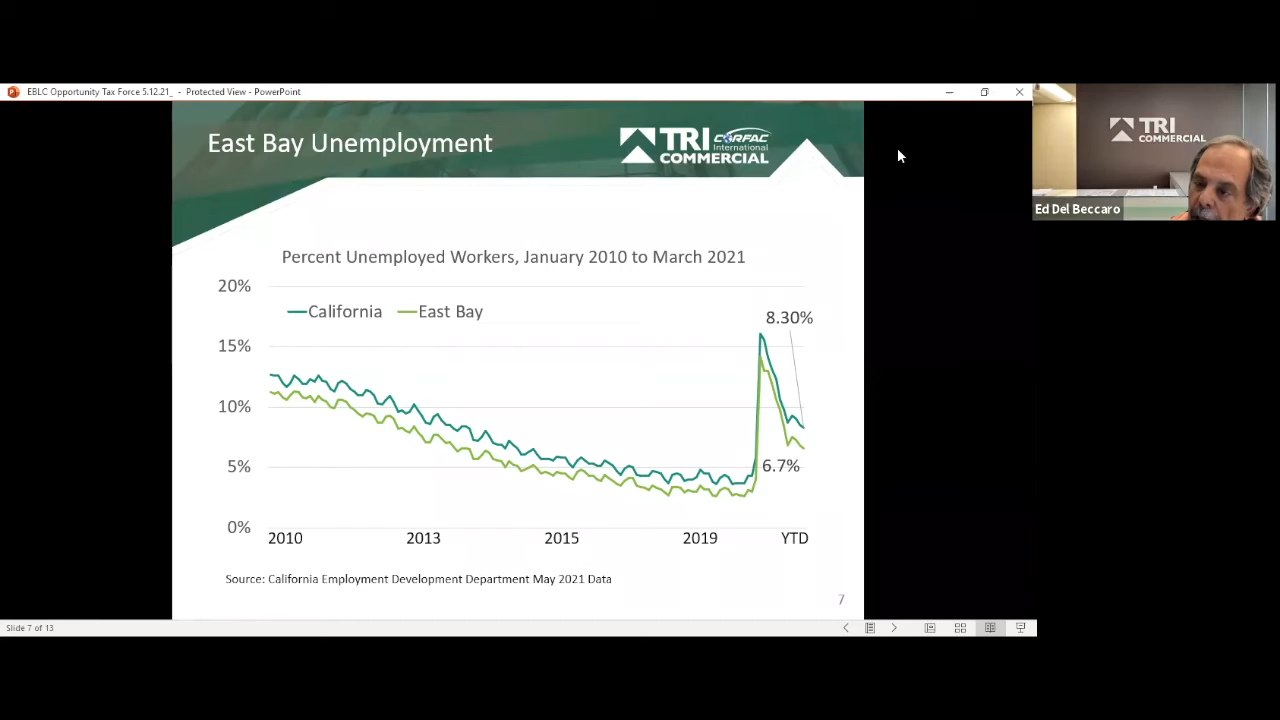 EBLC Opportunity Tax Force 5.12.21_ - Protected View - PowerPoint
East Bay Unemployment
TRI
COMMERCIAL
CORFAC
International
TRI
COMMERCIAL
Ed Del Beccaro
Percent Unemployed Workers, January 2010 to March 2021
20%
California East Bay
8.30%
15%
10%
5%
6.7%
0%
2010 2013 2015 2019 YTD
Source: California Employment Development Department May 2021 Data
7
Slide 7 of 13